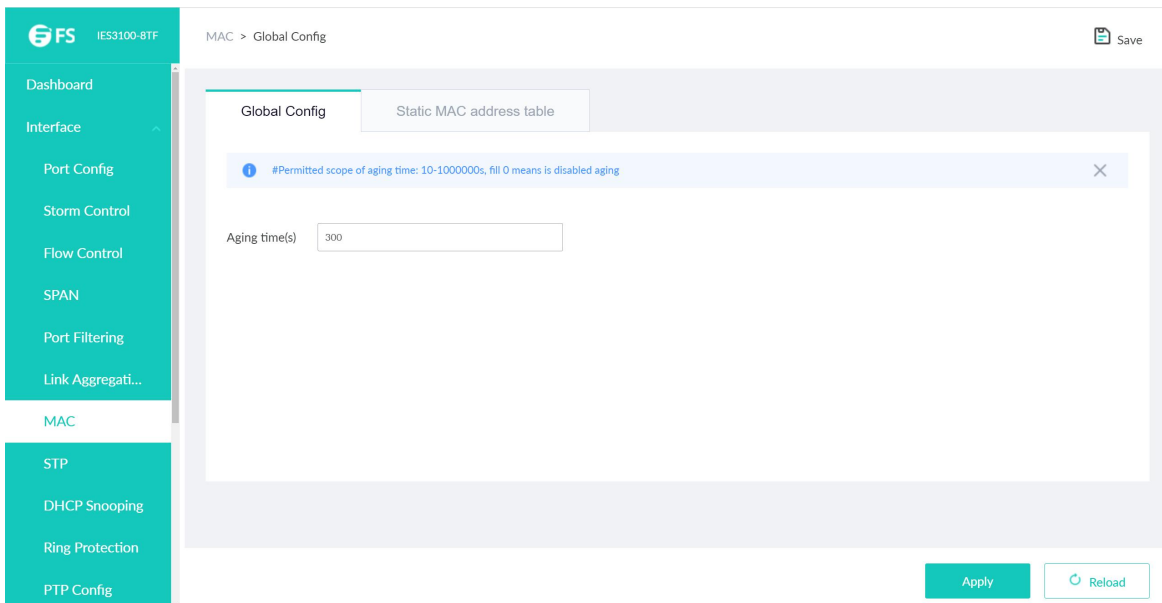 FS IES3100-8TF
MAC > Global Config
Save
Dashboard
Interface
Port Config
Storm Control
Flow Control
SPAN
Port Filtering
Link Aggregati...
MAC
STP
DHCP Snooping
Ring Protection
PTP Config
Global Config
Static MAC address table
#Permitted scope of aging time: 10-1000000s, fill 0 means is disabled aging
Aging time(s) 300
Apply
Reload